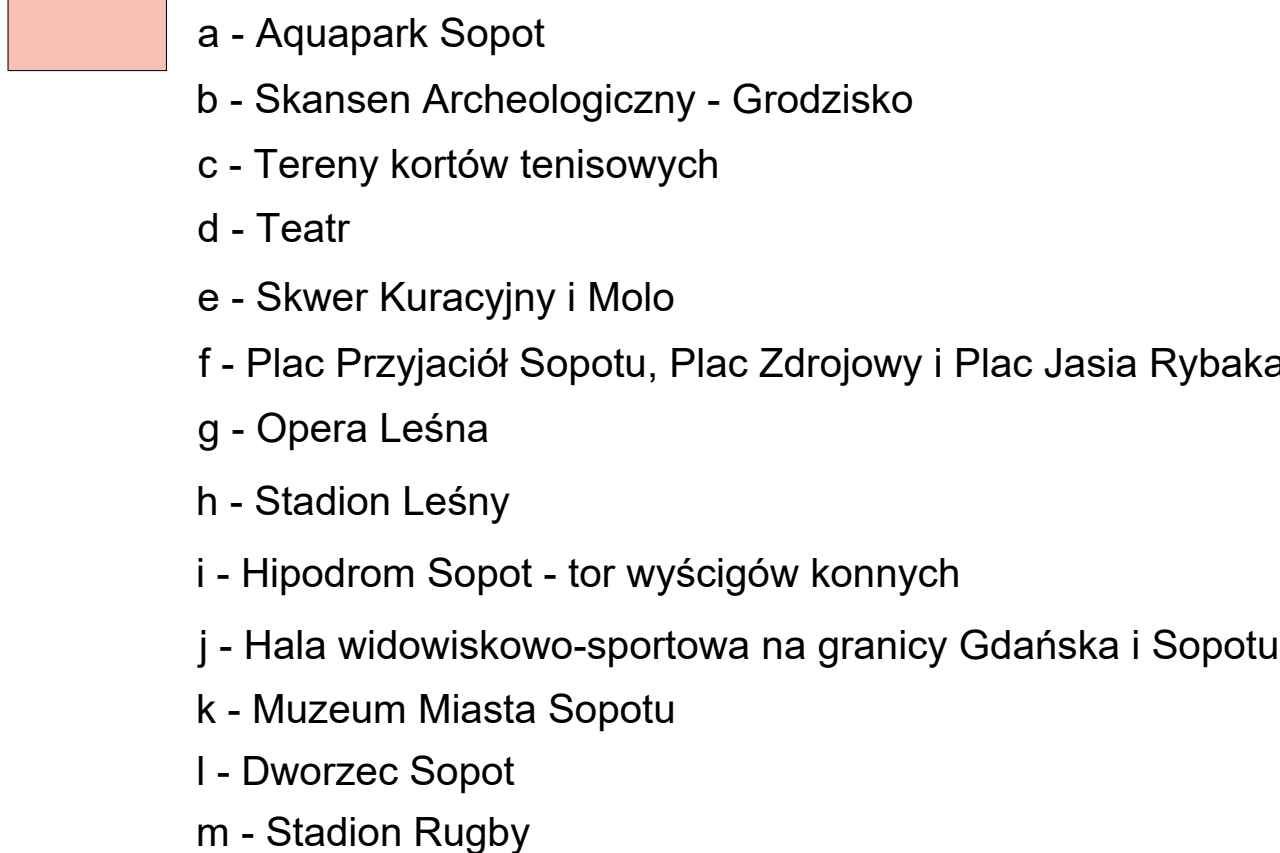 a - Aquapark Sopot
b - Skansen Archeologiczny - Grodzisko
c - Tereny kortów tenisowych
d - Teatr
e - Skwer Kuracyjny i Molo
f - Plac Przyjaciół Sopotu, Plac Zdrojowy i Plac Jasia Rybaka
g - Opera Leśna
h - Stadion Leśny
i - Hipodrom Sopot - tor wyścigów konnych
j - Hala widowiskowo-sportowa na granicy Gdańska i Sopotu
k - Muzeum Miasta Sopotu
l - Dworzec Sopot
m - Stadion Rugby